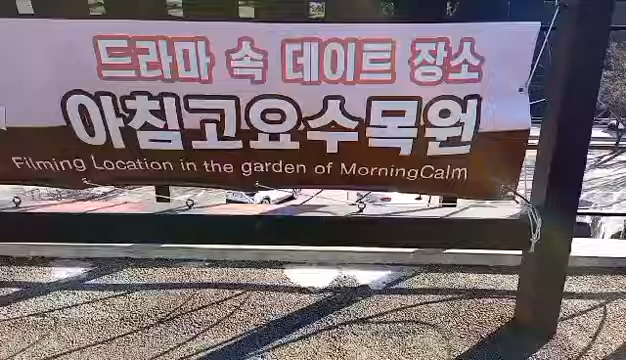 드라마 속 데이트 장소
아침고요수목원
Filming Location in the garden of MorningCalm